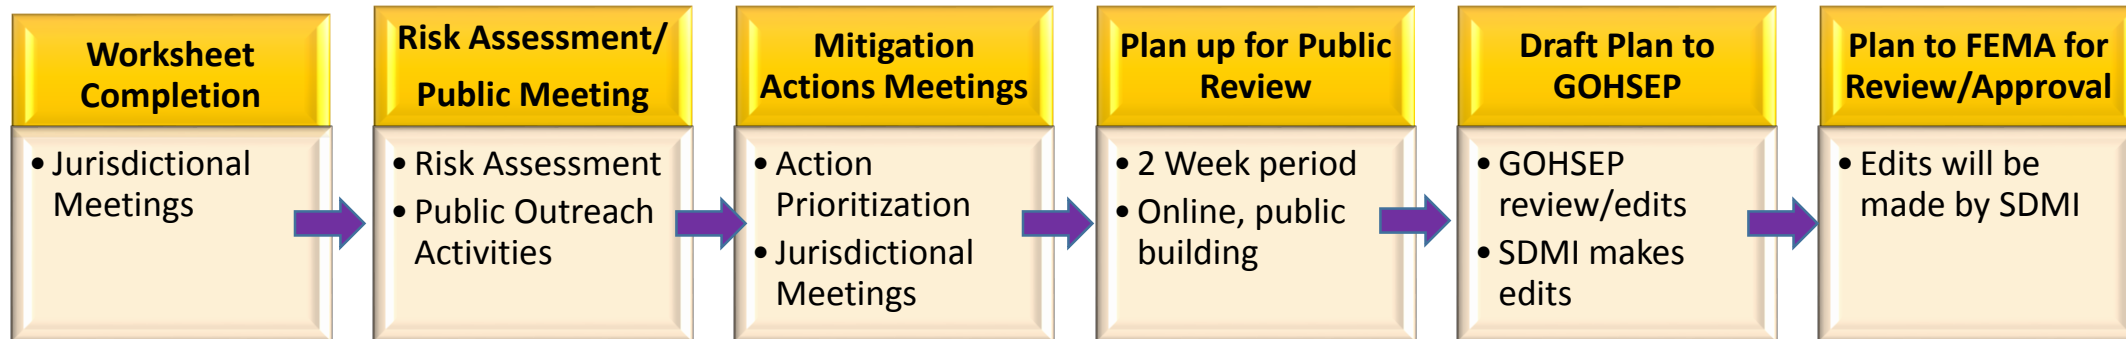 Worksheet
Completion
• Jurisdictional
Meetings
Risk Assessment/
Public Meeting
• Risk Assessment
• Public Outreach
Activities
Mitigation
Actions Meetings
• Action
Prioritization
• Jurisdictional
Meetings
Plan up for Public
Review
• 2 Week period
• Online, public
building
Draft Plan to
GOHSEP
• GOHSEP
review/edits
• SDMI makes
edits
Plan to FEMA for
Review/Approval
• Edits will be
made by SDMI